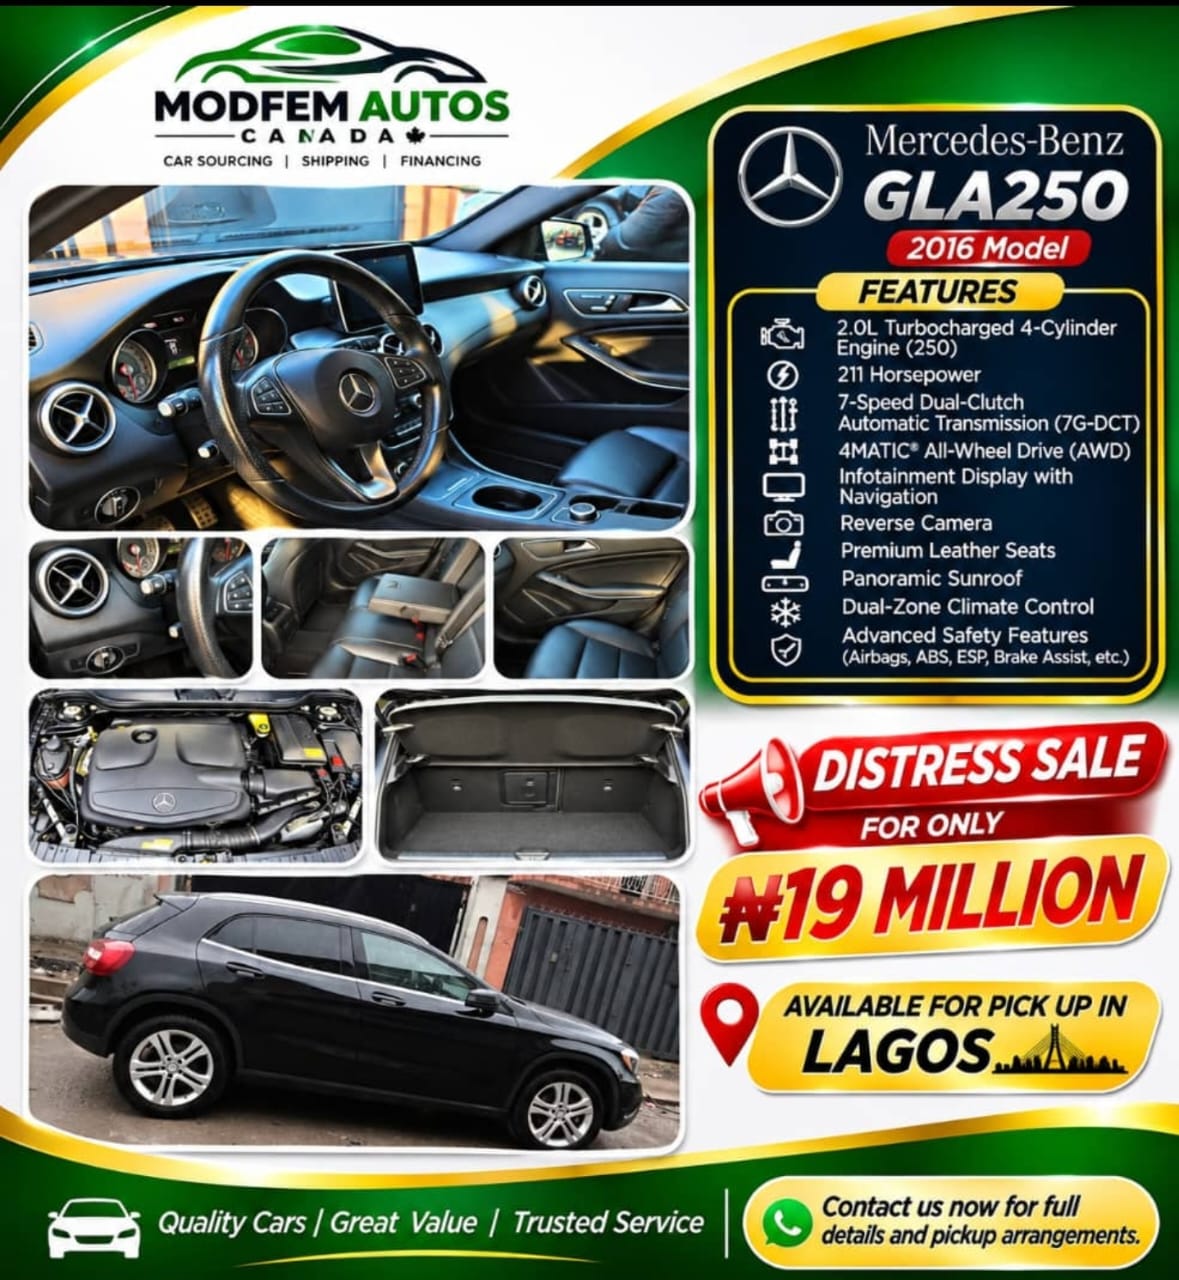 MODFEM AUTOS
CANADA
CAR SOURCING | SHIPPING | FINANCING
Mercedes-Benz
GLA250
2016 Model
FEATURES
2.0L Turbocharged 4-Cylinder
Engine (250)
211 Horsepower
7-Speed Dual-Clutch
Automatic Transmission (7G-DCT)
4MATIC® All-Wheel Drive (AWD)
Infotainment Display with
Navigation
Reverse Camera
Premium Leather Seats
Panoramic Sunroof
Dual-Zone Climate Control
Advanced Safety Features
(Airbags, ABS, ESP, Brake Assist, etc.)
DISTRESS SALE
FOR ONLY
₦19 MILLION
AVAILABLE FOR PICK UP IN
LAGOS
Quality Cars / Great Value / Trusted Service
Contact us now for full
details and pickup arrangements.